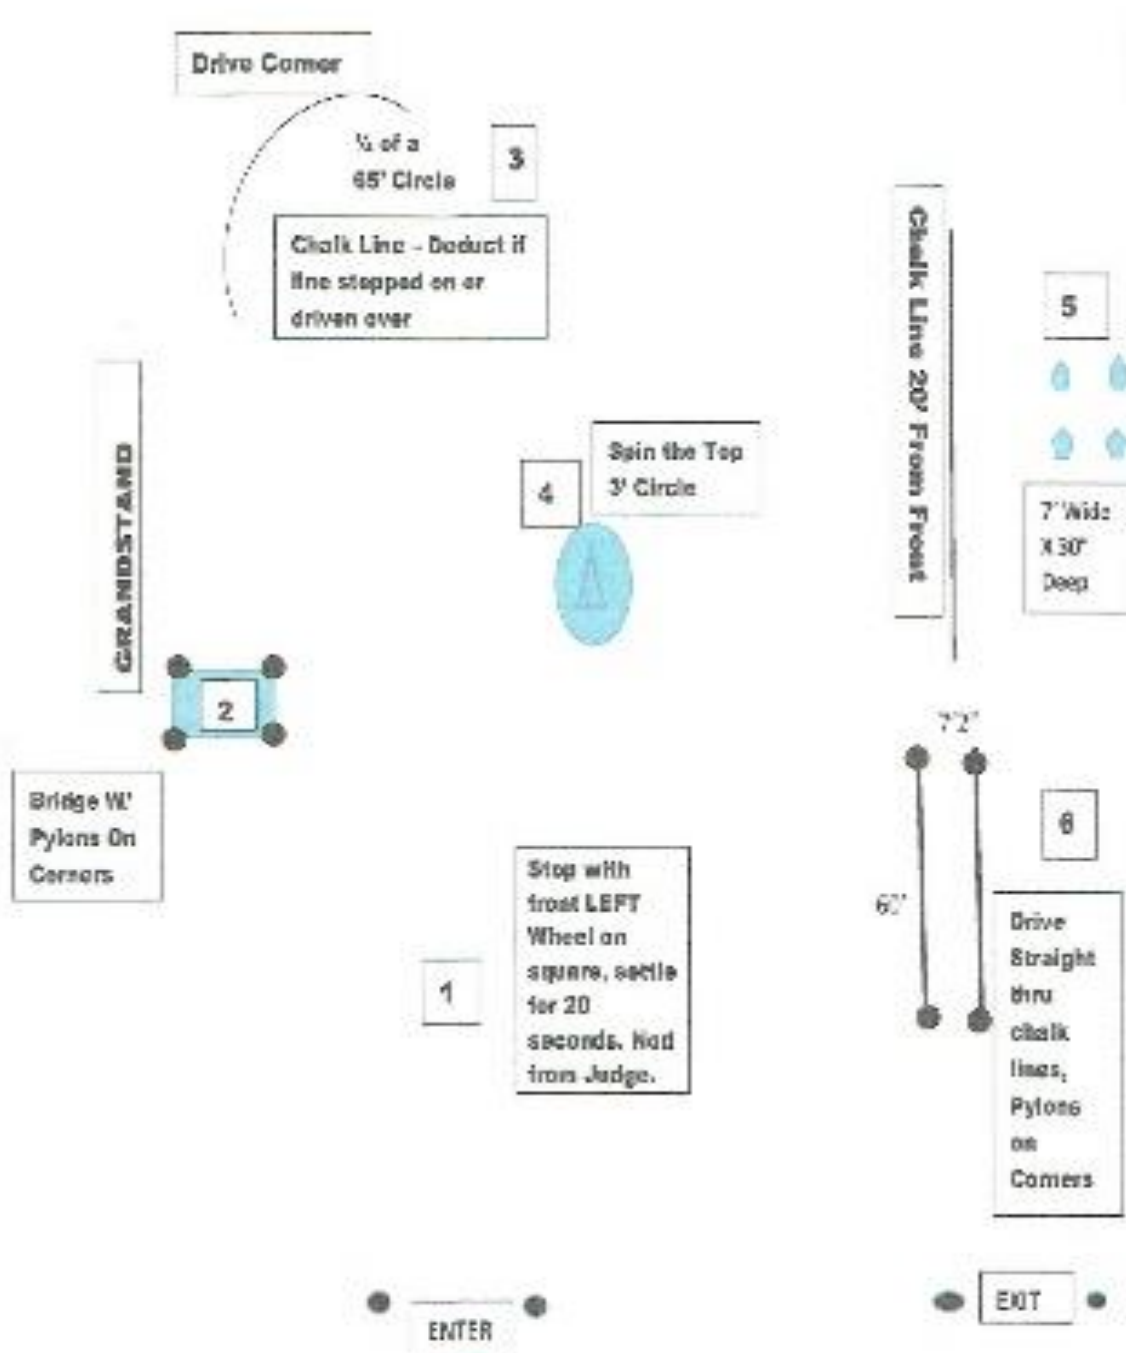 Drive Corner
¼ of a
65' Circle
3
Chalk Line - Deduct if
line stepped on or
driven over
GRANDSTAND
Chalk Line 20' From Front
5
7' Wide
X 30"
Deep
4
Spin the Top
3' Circle
2
Bridge W/
Pylons On
Corners
7'2"
60'
6
Drive
Straight
thru
chalk
lines,
Pylons
on
Corners
1
Stop with
front LEFT
Wheel on
square, settle
for 20
seconds. Nod
from Judge.
ENTER
EXIT